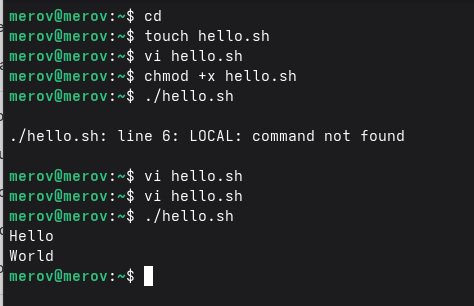 merov@merov:~$ cd
merov@merov:~$ touch hello.sh
merov@merov:~$ vi hello.sh
merov@merov:~$ chmod +x hello.sh
merov@merov:~$ ./hello.sh
./hello.sh: line 6: LOCAL: command not found
merov@merov:~$ vi hello.sh
merov@merov:~$ vi hello.sh
merov@merov:~$ ./hello.sh
Hello
World
merov@merov:~$